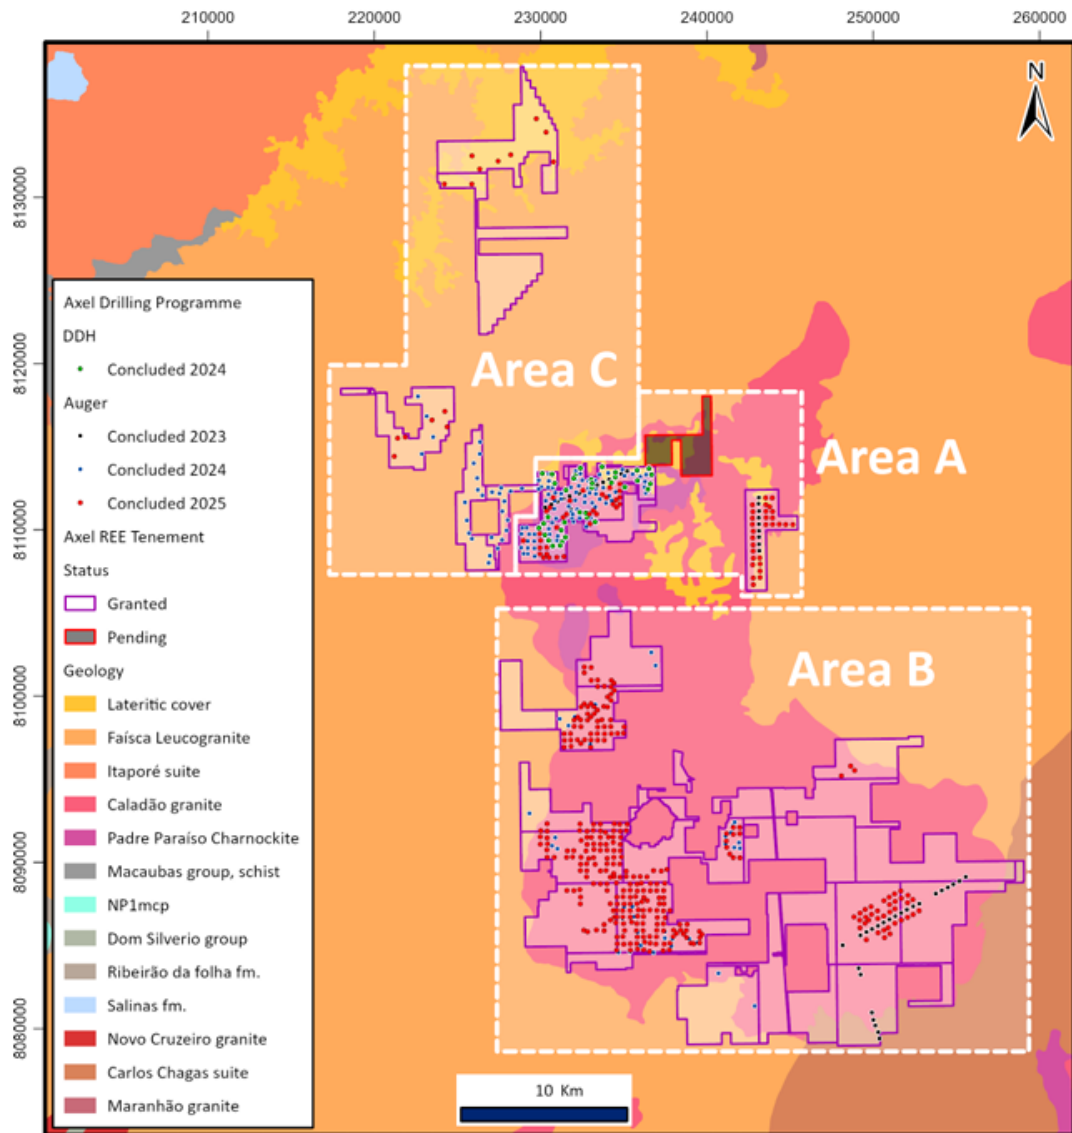 210000 220000 230000 240000 250000 260000
N
8130000
8120000
8110000
8100000
8090000
8080000
Area C
Area A
Area B
Axel Drilling Programme
DDH
Concluded 2024
Auger
Concluded 2023
Concluded 2024
Concluded 2025
Axel REE Tenement
Status
Granted
Pending
Geology
Lateritic cover
Faísca Leucogranite
Itaporé suite
Caladão granite
Padre Paraíso Charnockite
Macaubas group, schist
NP1mcp
Dom Silverio group
Ribeirão da folha fm.
Salinas fm.
Novo Cruzeiro granite
Carlos Chagas suite
Maranhão granite
10 Km